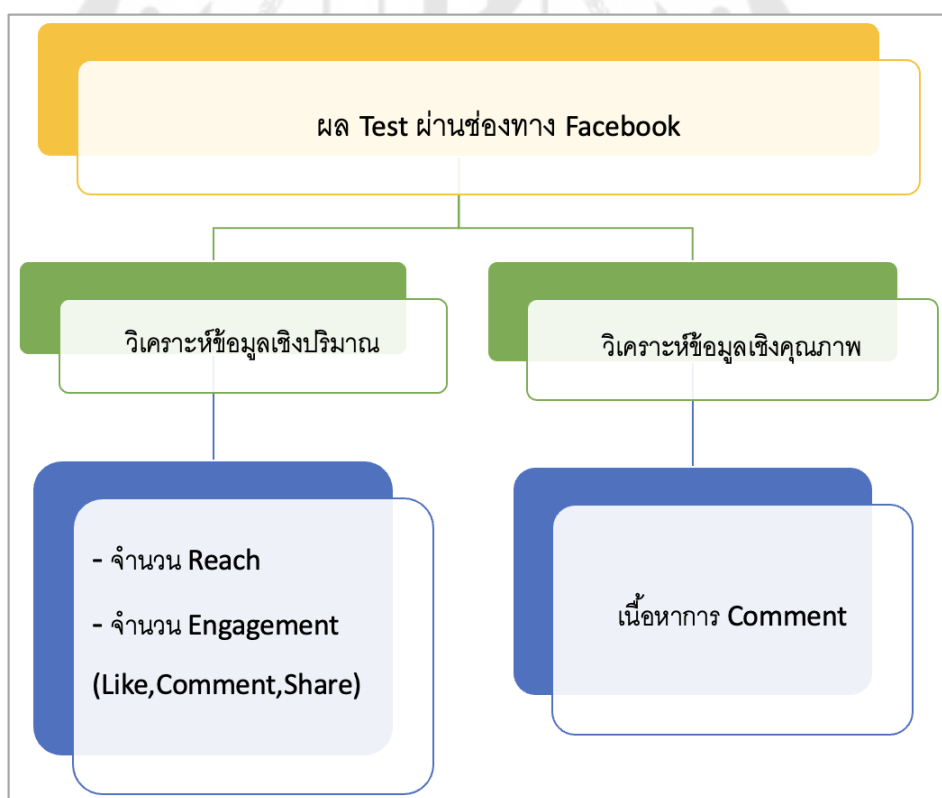 ผล Test ผ่านช่องทาง Facebook
วิเคราะห์ข้อมูลเชิงปริมาณ
วิเคราะห์ข้อมูลเชิงคุณภาพ
- จำนวน Reach
- จำนวน Engagement
(Like,Comment,Share)
เนื้อหาการ Comment